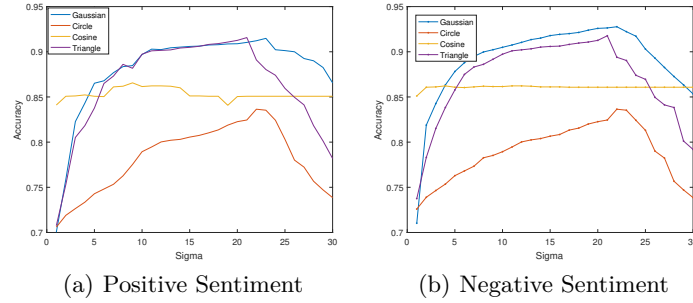 0.95
0.9
0.85
0.8
0.75
0.7
Accuracy
0 5 10 15 20 25 30
Sigma
Gaussian
Circle
Cosine
Triangle
(a) Positive Sentiment
0.95
0.9
0.85
0.8
0.75
0.7
Accuracy
0 5 10 15 20 25 30
Sigma
Gaussian
Circle
Cosine
Triangle
(b) Negative Sentiment